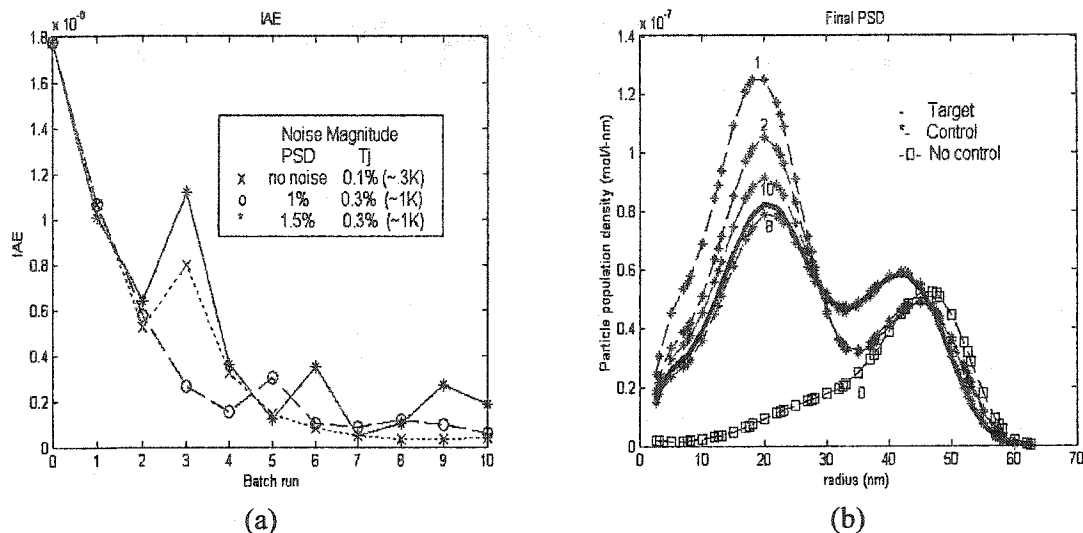 IAE
x 10⁻⁸
1.8
1.6
1.4
1.2
1
0.8
0.6
0.4
0.2
0
IAE
0 1 2 3 4 5 6 7 8 9 10
Batch run
Noise Magnitude
PSD Tj
x no noise 0.1% (~.3K)
o 1% 0.3% (~1K)
* 1.5% 0.3% (~1K)
(a)
Final PSD
x 10⁻⁷
1.4
1.2
1
0.8
0.6
0.4
0.2
0
Particle population density (mol/l-nm)
0 10 20 30 40 50 60 70
radius (nm)
- Target
*- Control
-□- No control
1
2
10
0
(b)